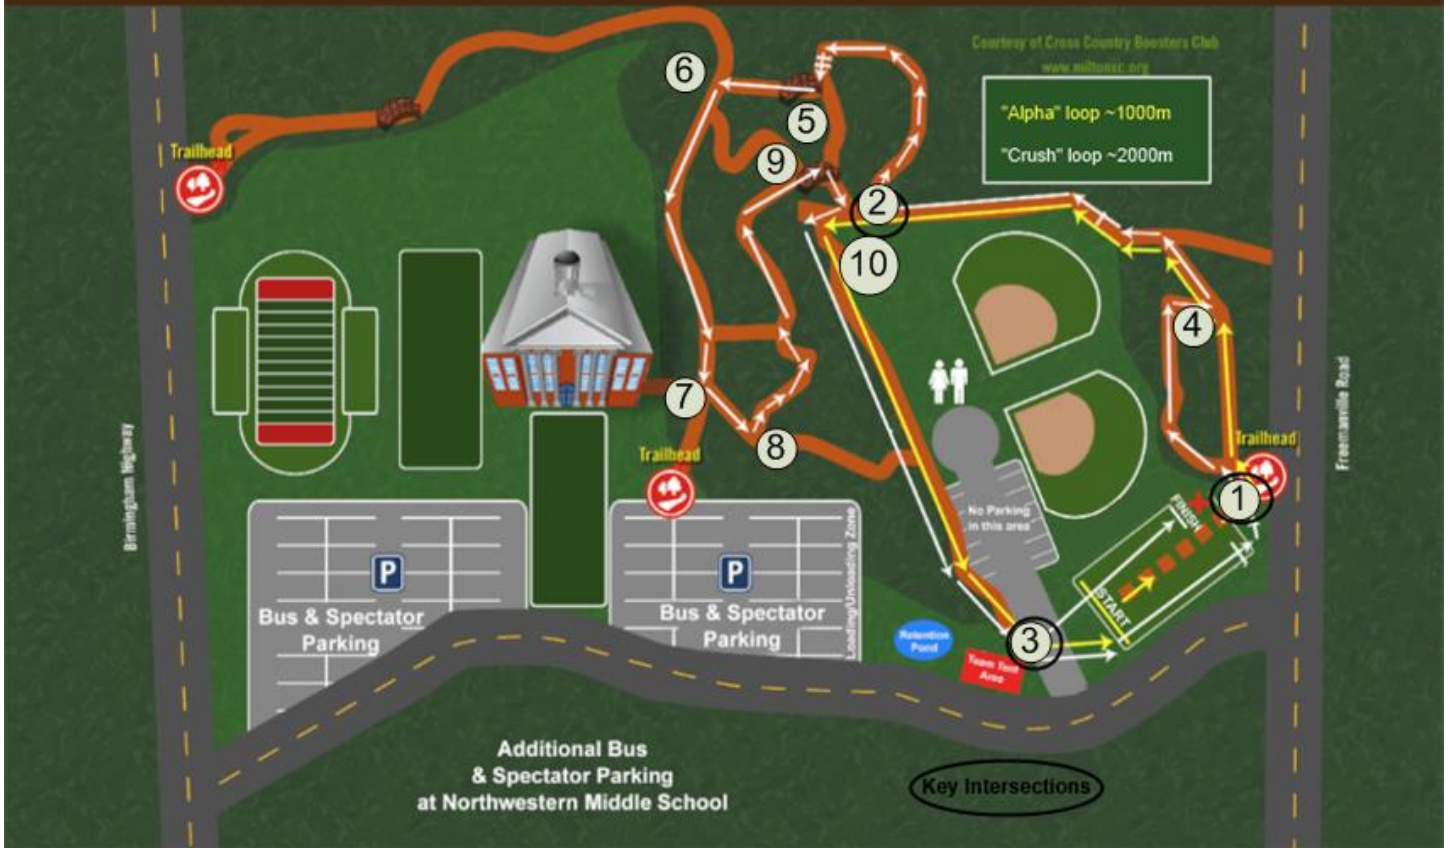 Courtesy of Cross Country Boosters Club
www.miltonxc.org
"Alpha" loop ~1000m
"Crush" loop ~2000m
6
5
9
2
10
4
Trailhead
7
8
Trailhead
Trailhead
1
Birmingham Highway
Freemanville Road
FINISH
START
No Parking
in this area
P
Bus & Spectator
Parking
P
Bus & Spectator
Parking
Loading/Unloading Zone
Retention
Pond
3
Team Tent
Area
Additional Bus
& Spectator Parking
at Northwestern Middle School
Key Intersections